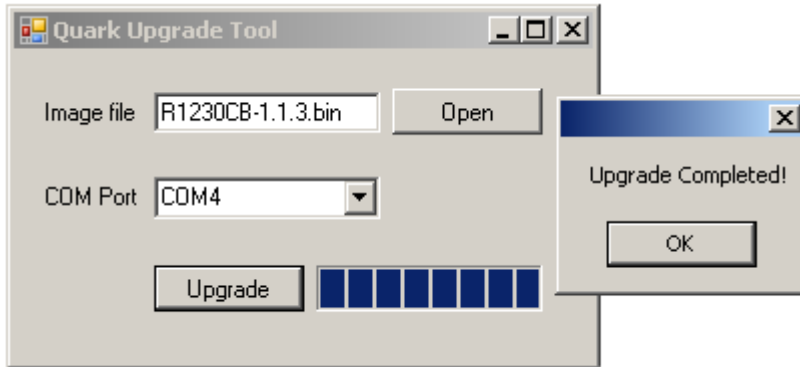 Quark Upgrade Tool
Image file R1230CB-1.1.3.bin Open
COM Port COM4
Upgrade
Upgrade Completed!
OK